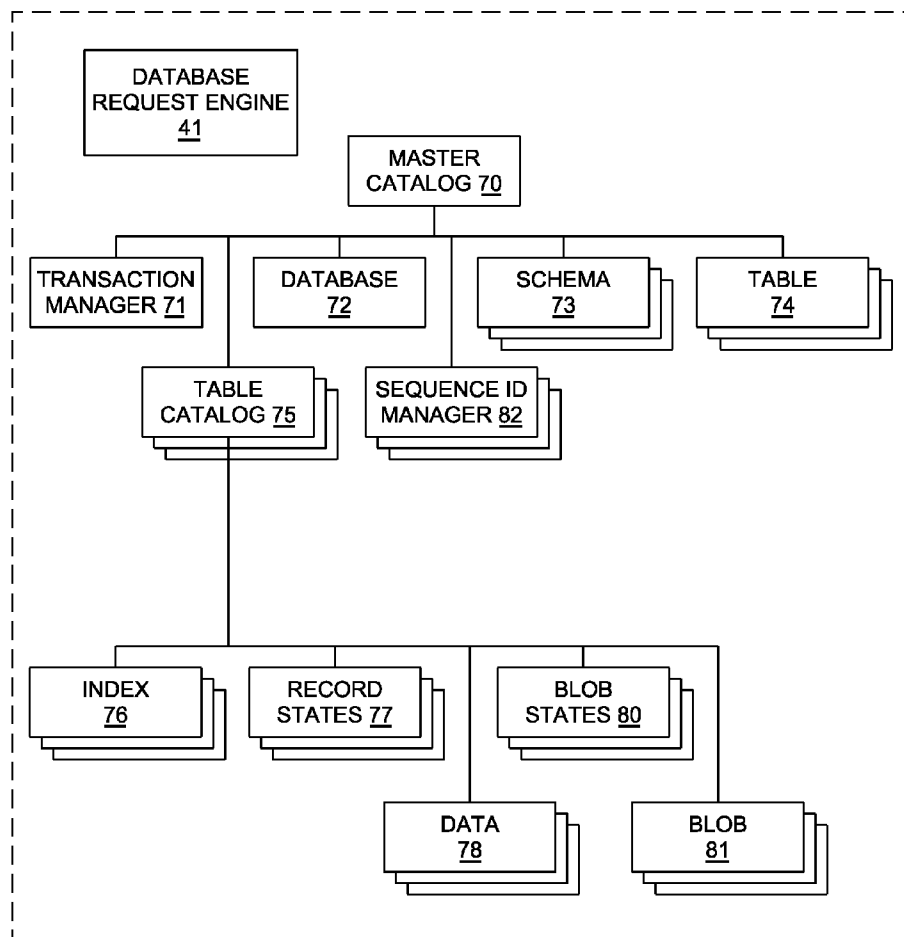 DATABASE
REQUEST ENGINE
41
MASTER
CATALOG 70
TRANSACTION
MANAGER 71
DATABASE
72
SCHEMA
73
TABLE
74
TABLE
CATALOG 75
SEQUENCE ID
MANAGER 82
INDEX
76
RECORD
STATES 77
BLOB
STATES 80
DATA
78
BLOB
81